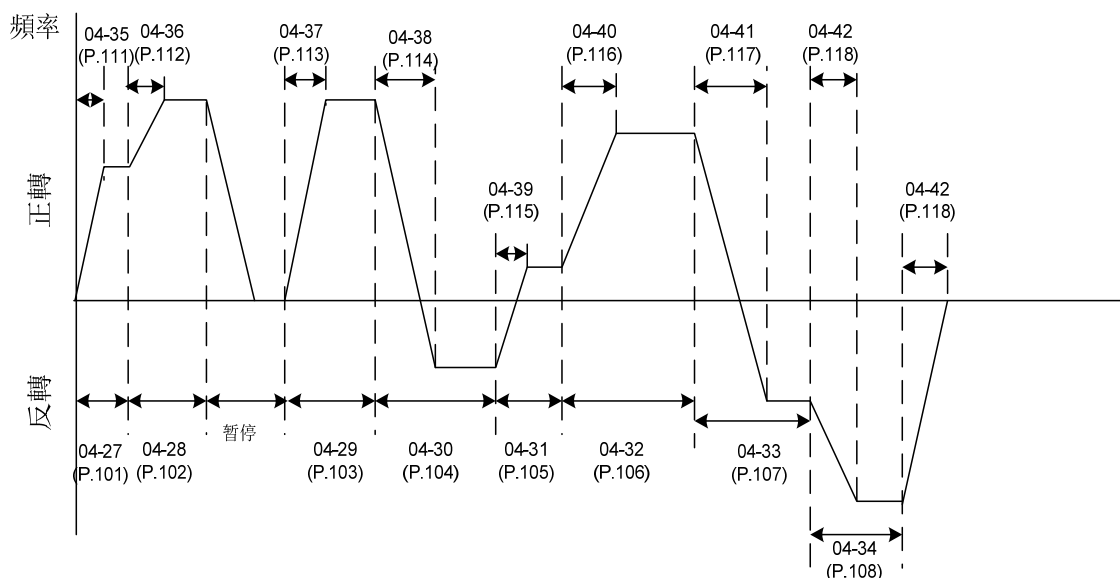 頻率
04-35
(P.111)
04-36
(P.112)
04-37
(P.113)
04-38
(P.114)
04-40
(P.116)
04-41
(P.117)
04-42
(P.118)
正轉
04-39
(P.115)
04-42
(P.118)
反轉
暫停
04-27
(P.101)
04-28
(P.102)
04-29
(P.103)
04-30
(P.104)
04-31
(P.105)
04-32
(P.106)
04-33
(P.107)
04-34
(P.108)